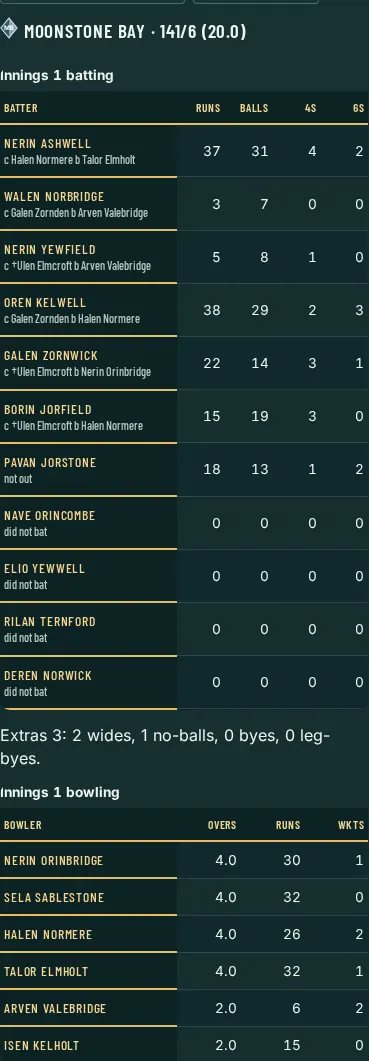 MOONSTONE BAY · 141/6 (20.0)
Innings 1 batting
BATTER RUNS BALLS 4S 6S
NERIN ASHWELL 37 31 4 2
c Halen Normere b Talor Elmholt
WALEN NORBRIDGE 3 7 0 0
c Galen Zornden b Arven Valebridge
NERIN YEWFIELD 5 8 1 0
c †Ulen Elmcroft b Arven Valebridge
OREN KELWELL 38 29 2 3
c Galen Zornden b Halen Normere
GALEN ZORNWICK 22 14 3 1
c †Ulen Elmcroft b Nerin Orinbridge
BORIN JORFIELD 15 19 3 0
c †Ulen Elmcroft b Halen Normere
PAVAN JORSTONE 18 13 1 2
not out
NAVE ORINCOMBE 0 0 0 0
did not bat
ELIO YEWWELL 0 0 0 0
did not bat
RILAN TERNFORD 0 0 0 0
did not bat
DEREN NORWICK 0 0 0 0
did not bat
Extras 3: 2 wides, 1 no-balls, 0 byes, 0 leg-
byes.
Innings 1 bowling
BOWLER OVERS RUNS WKTS
NERIN ORINBRIDGE 4.0 30 1
SELA SABLESTONE 4.0 32 0
HALEN NORMERE 4.0 26 2
TALOR ELMHOLT 4.0 32 1
ARVEN VALEBRIDGE 2.0 6 2
ISEN KELHOLT 2.0 15 0